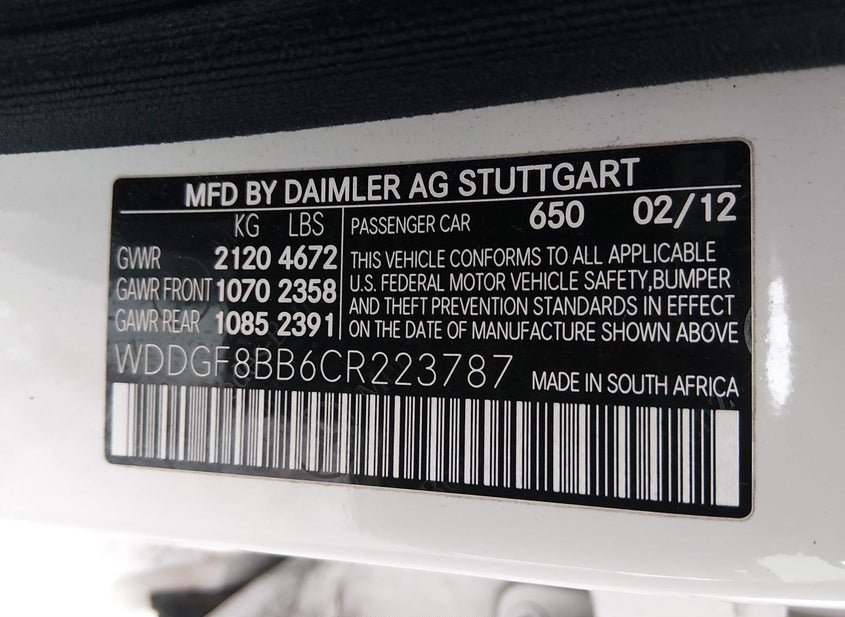 MFD BY DAIMLER AG STUTTGART
KG LBS
GVWR 2120 4672
GAWR FRONT 1070 2358
GAWR REAR 1085 2391
PASSENGER CAR 650 02/12
THIS VEHICLE CONFORMS TO ALL APPLICABLE
U.S. FEDERAL MOTOR VEHICLE SAFETY,BUMPER
AND THEFT PREVENTION STANDARDS IN EFFECT
ON THE DATE OF MANUFACTURE SHOWN ABOVE
WDDGF8BB6CR223787 MADE IN SOUTH AFRICA